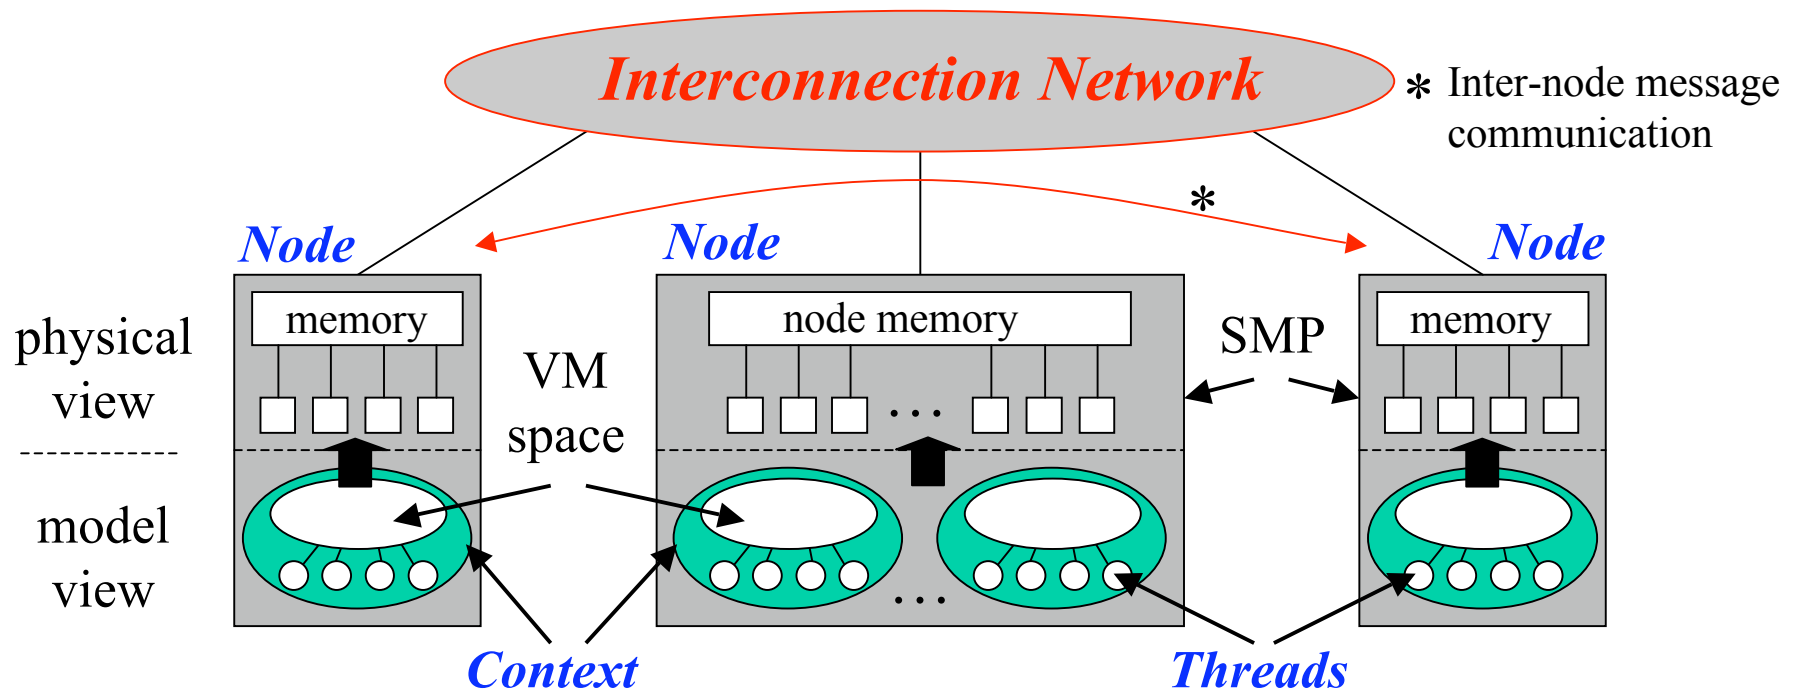 Interconnection Network
* Inter-node message
communication
*
Node
Node
Node
memory
node memory
memory
physical
view
VM
space
SMP
...
model
view
...
Context
Threads